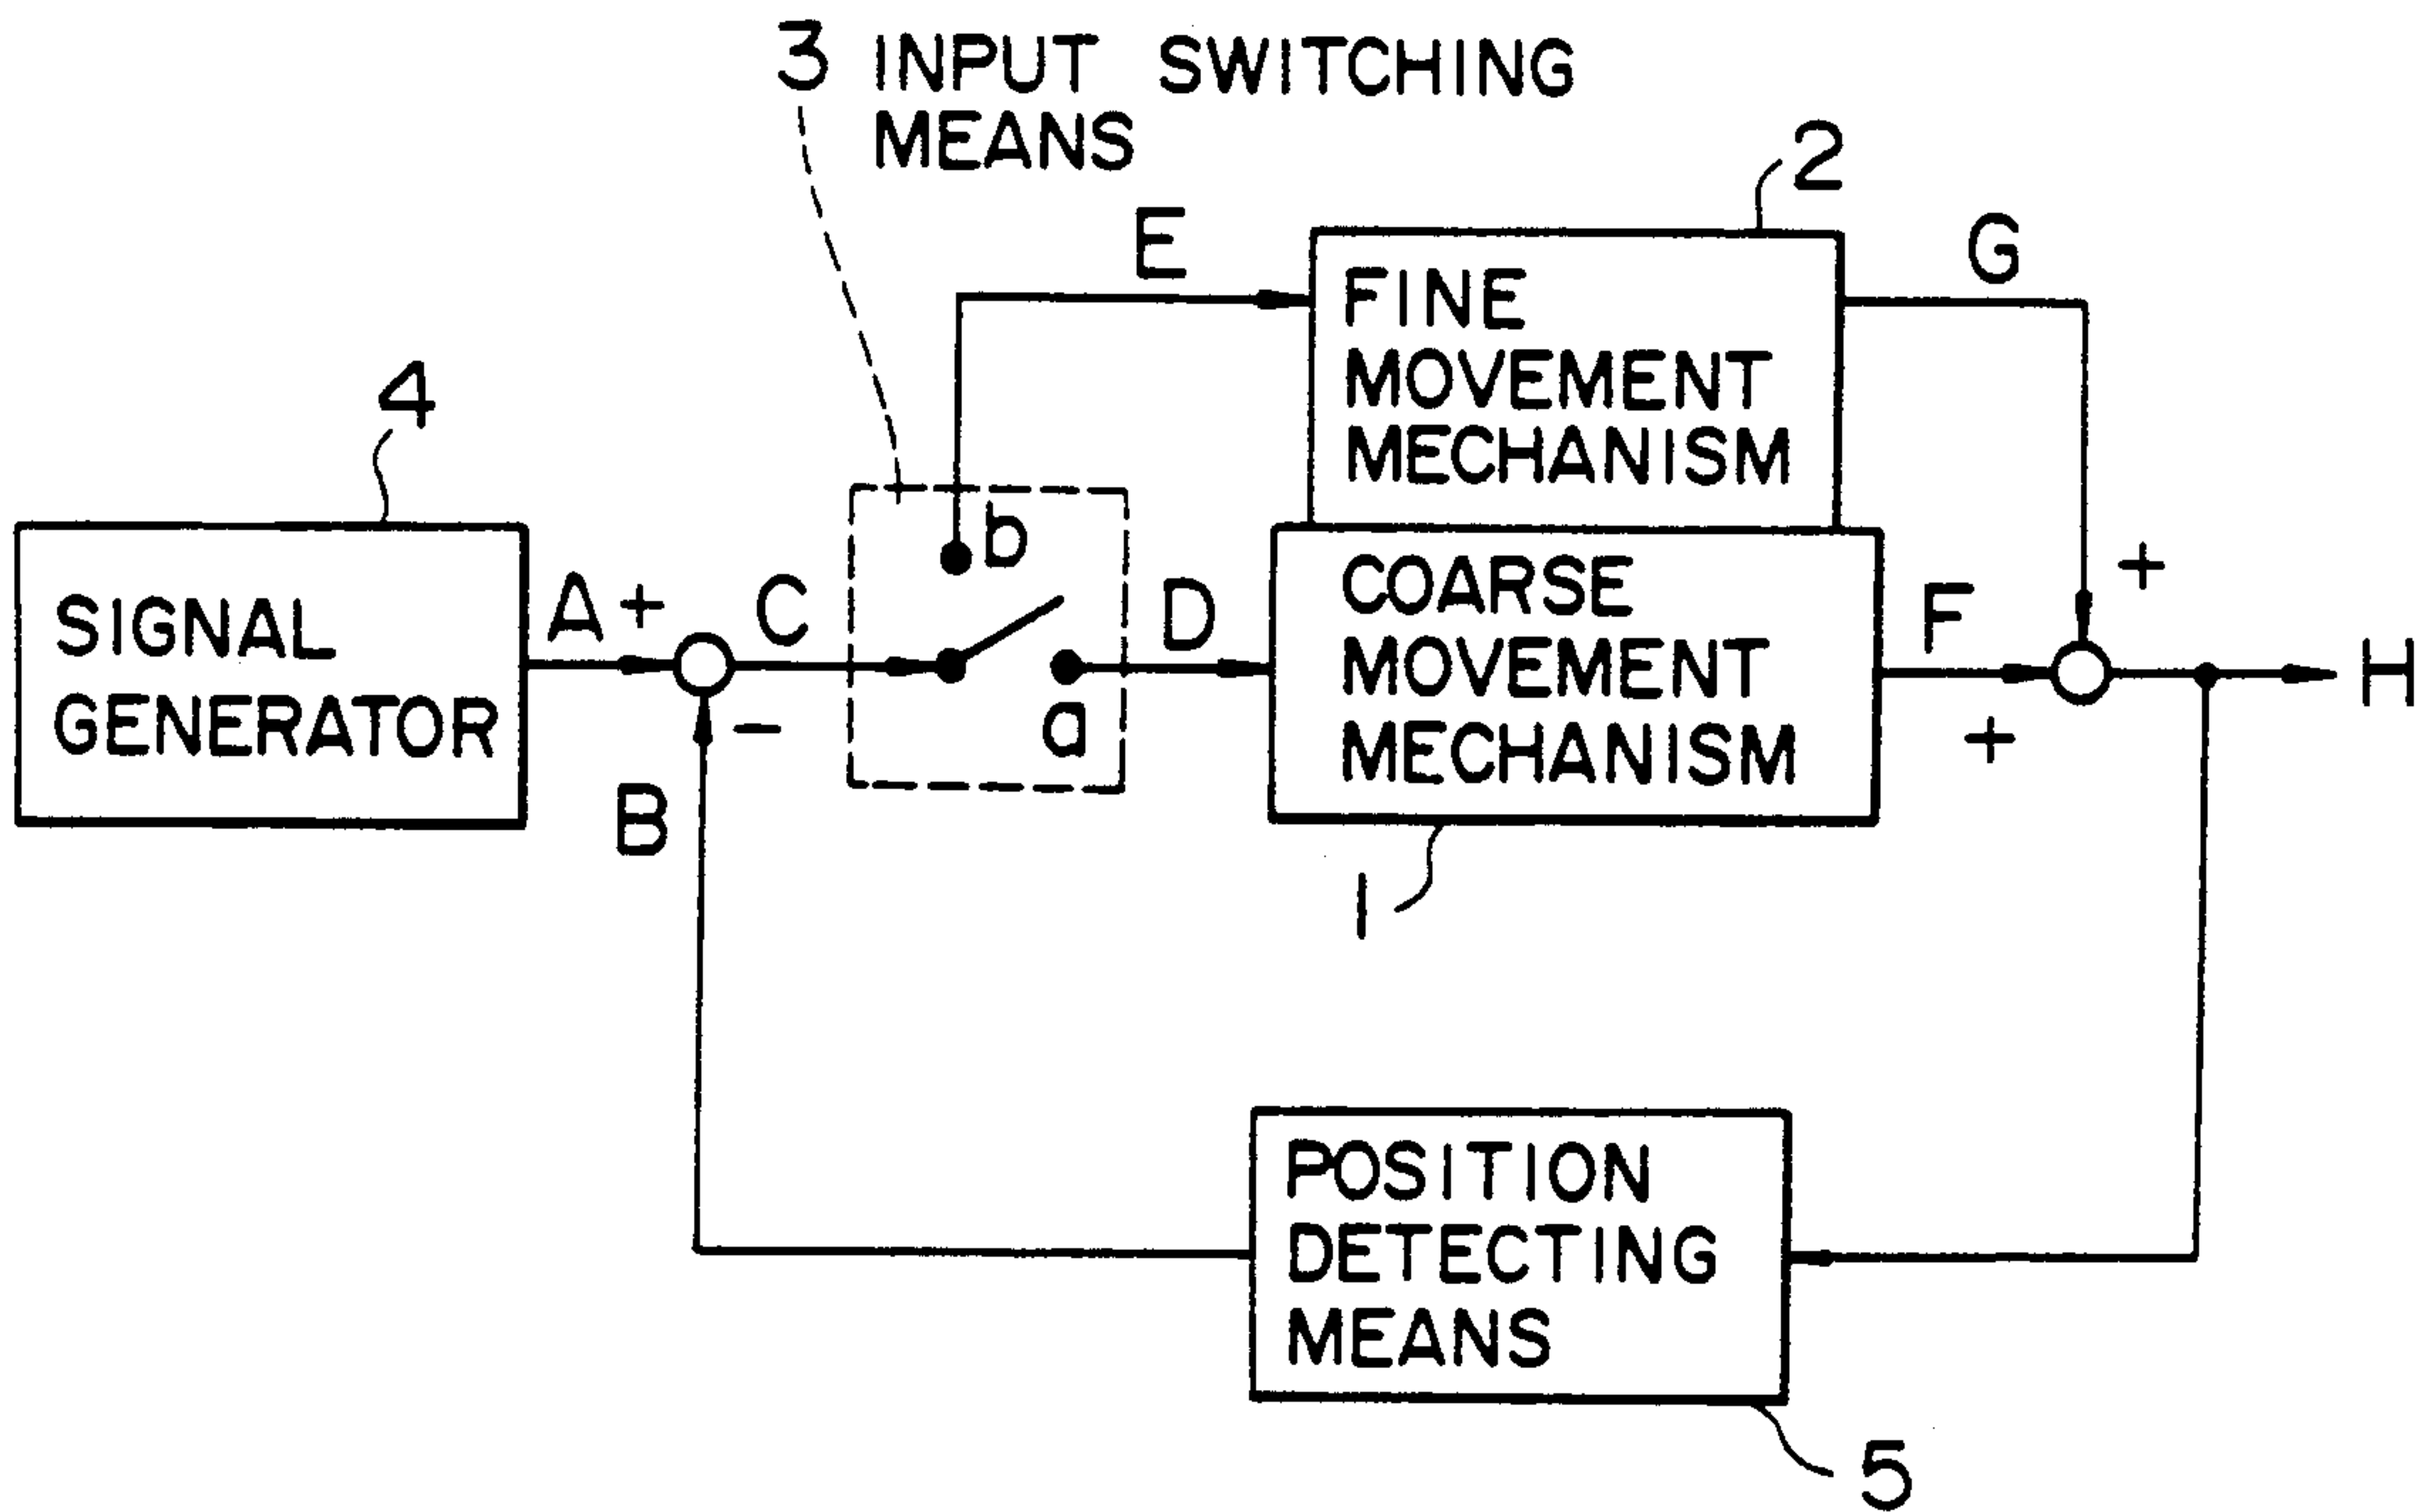 3 INPUT SWITCHING
MEANS
2
E
G
FINE
MOVEMENT
MECHANISM
4
b
SIGNAL
GENERATOR
A +
C
D
a
COARSE
MOVEMENT
MECHANISM
F
+
+
H
−
B
1
POSITION
DETECTING
MEANS
5